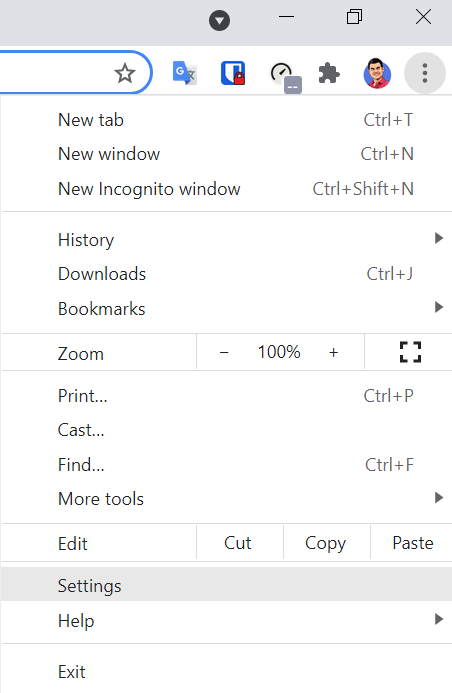 New tab Ctrl+T
New window Ctrl+N
New Incognito window Ctrl+Shift+N
History
Downloads Ctrl+J
Bookmarks
Zoom − 100% +
Print... Ctrl+P
Cast...
Find... Ctrl+F
More tools
Edit Cut Copy Paste
Settings
Help
Exit